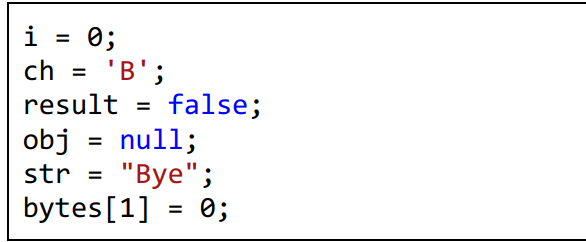 i = 0;
ch = 'B';
result = false;
obj = null;
str = "Bye";
bytes[1] = 0;